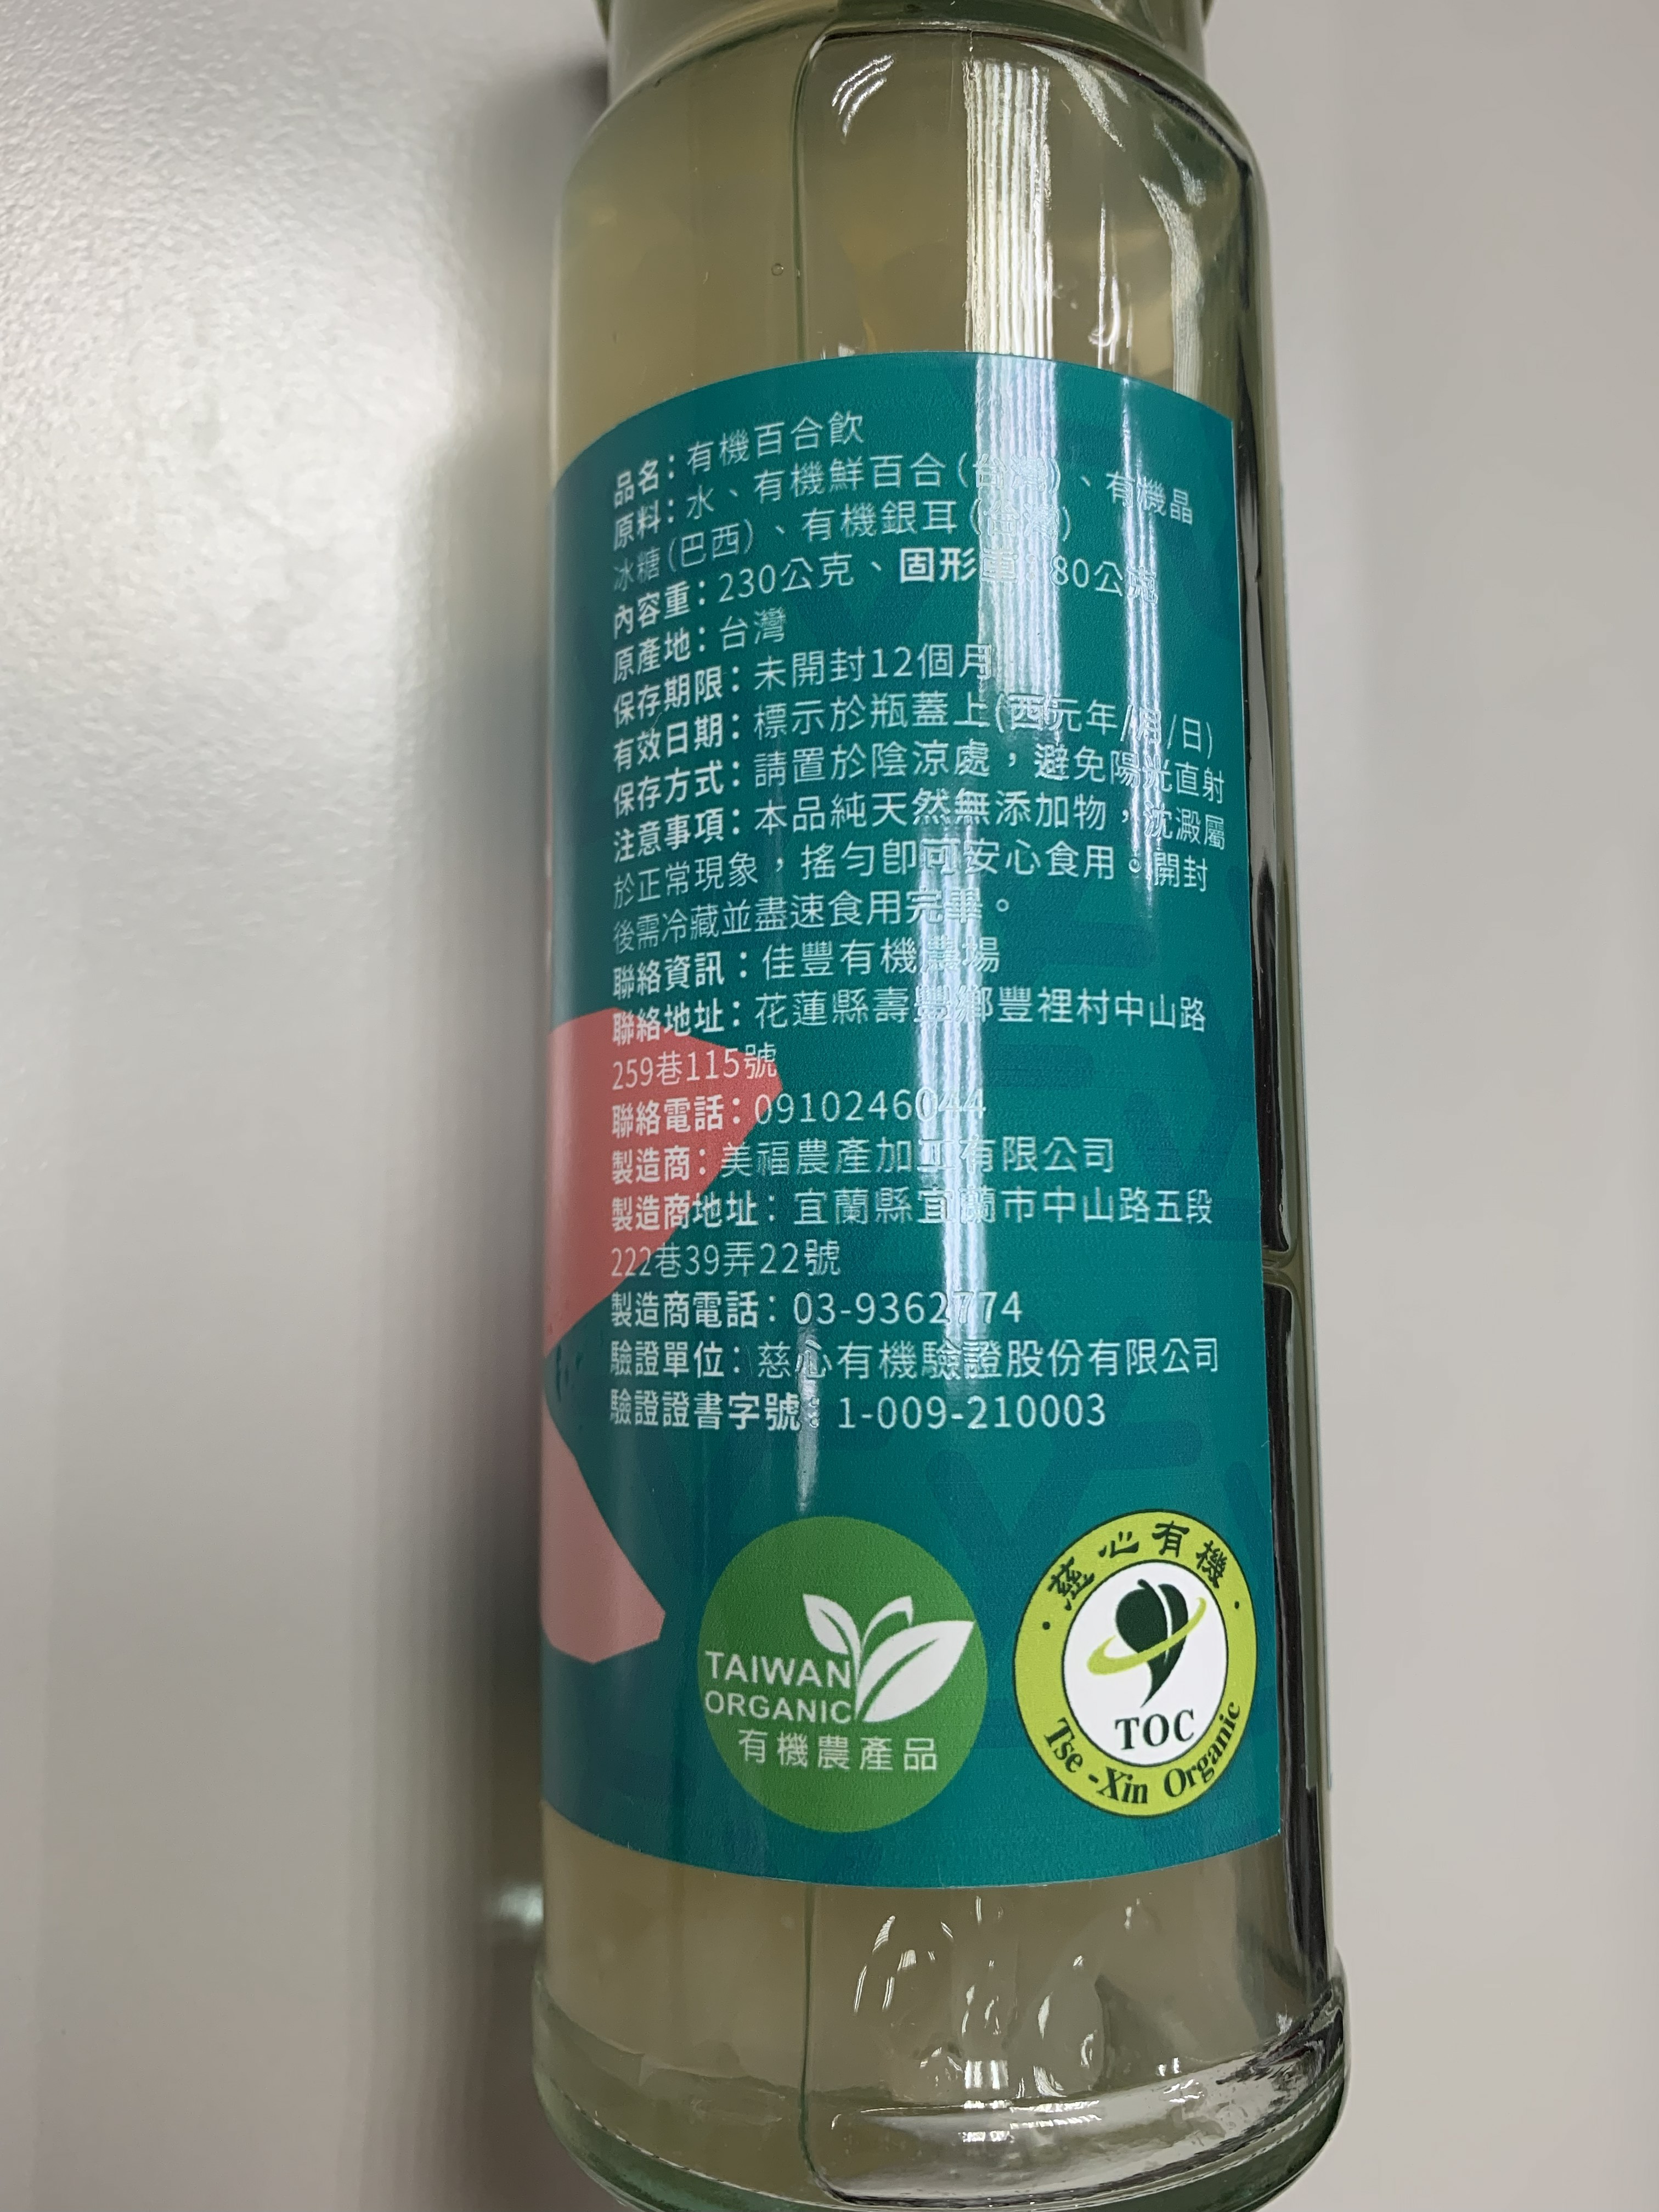 品名：有機百合飲
原料：水、有機鮮百合(台灣)、有機晶
冰糖(巴西)、有機銀耳(台灣)
內容重：230公克、固形量：80公克
原產地：台灣
保存期限：未開封12個月
有效日期：標示於瓶蓋上(西元年/月/日)
保存方式：請置於陰涼處，避免陽光直射
注意事項：本品純天然無添加物，沈澱屬
於正常現象，搖勻即可安心食用。開封
後需冷藏並盡速食用完畢。
聯絡資訊：佳豐有機農場
聯絡地址：花蓮縣壽豐鄉豐裡村中山路
259巷115號
聯絡電話：0910246044
製造商：美福農產加工有限公司
製造商地址：宜蘭縣宜蘭市中山路五段
222巷39弄22號
製造商電話：03-9362774
驗證單位：慈心有機驗證股份有限公司
驗證證書字號：1-009-210003
TAIWAN
ORGANIC
有機農產品
慈心有機
TOC
Tse-Xin Organic